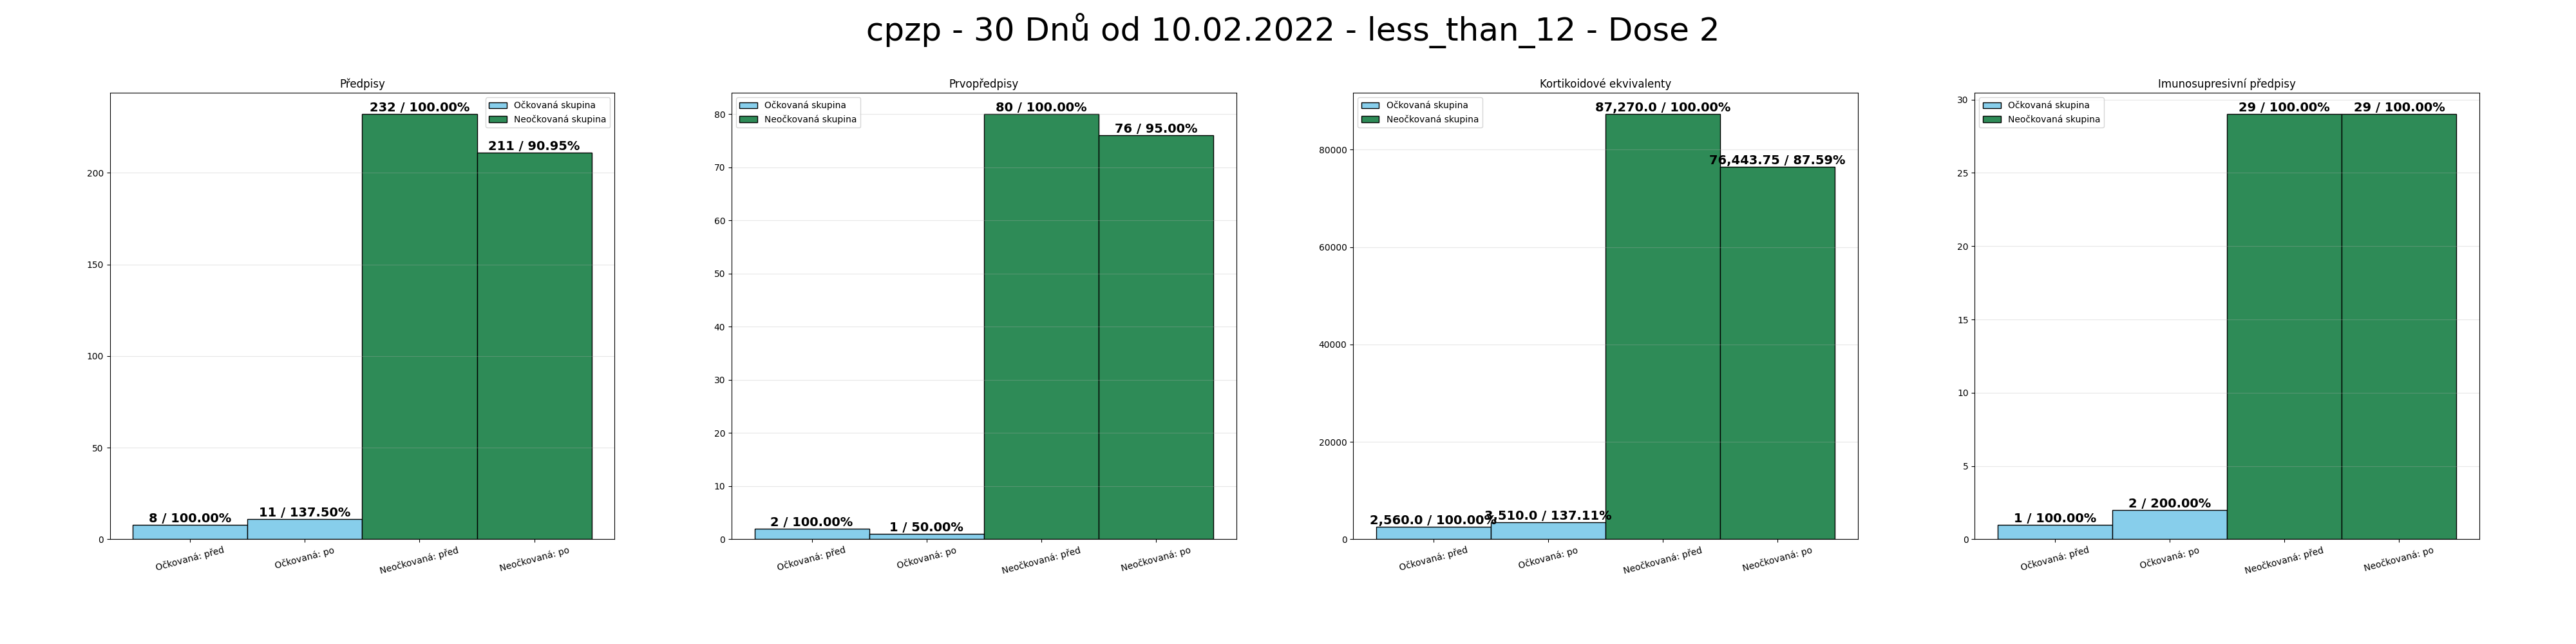 cpzp - 30 Dnů od 10.02.2022 - less_than_12 - Dose 2
Předpisy
Očkovaná skupina
Neočkovaná skupina
232 / 100.00%
211 / 90.95%
8 / 100.00%
11 / 137.50%
200
150
100
50
0
Očkovaná: před
Očkovaná: po
Neočkovaná: před
Neočkovaná: po
Prvopředpisy
Očkovaná skupina
Neočkovaná skupina
80 / 100.00%
76 / 95.00%
2 / 100.00%
1 / 50.00%
80
70
60
50
40
30
20
10
0
Očkovaná: před
Očkovaná: po
Neočkovaná: před
Neočkovaná: po
Kortikoidové ekvivalenty
Očkovaná skupina
Neočkovaná skupina
87,270.0 / 100.00%
76,443.75 / 87.59%
2,560.0 / 100.00%
3,510.0 / 137.11%
80000
60000
40000
20000
0
Očkovaná: před
Očkovaná: po
Neočkovaná: před
Neočkovaná: po
Imunosupresivní předpisy
Očkovaná skupina
Neočkovaná skupina
29 / 100.00%
29 / 100.00%
1 / 100.00%
2 / 200.00%
30
25
20
15
10
5
0
Očkovaná: před
Očkovaná: po
Neočkovaná: před
Neočkovaná: po